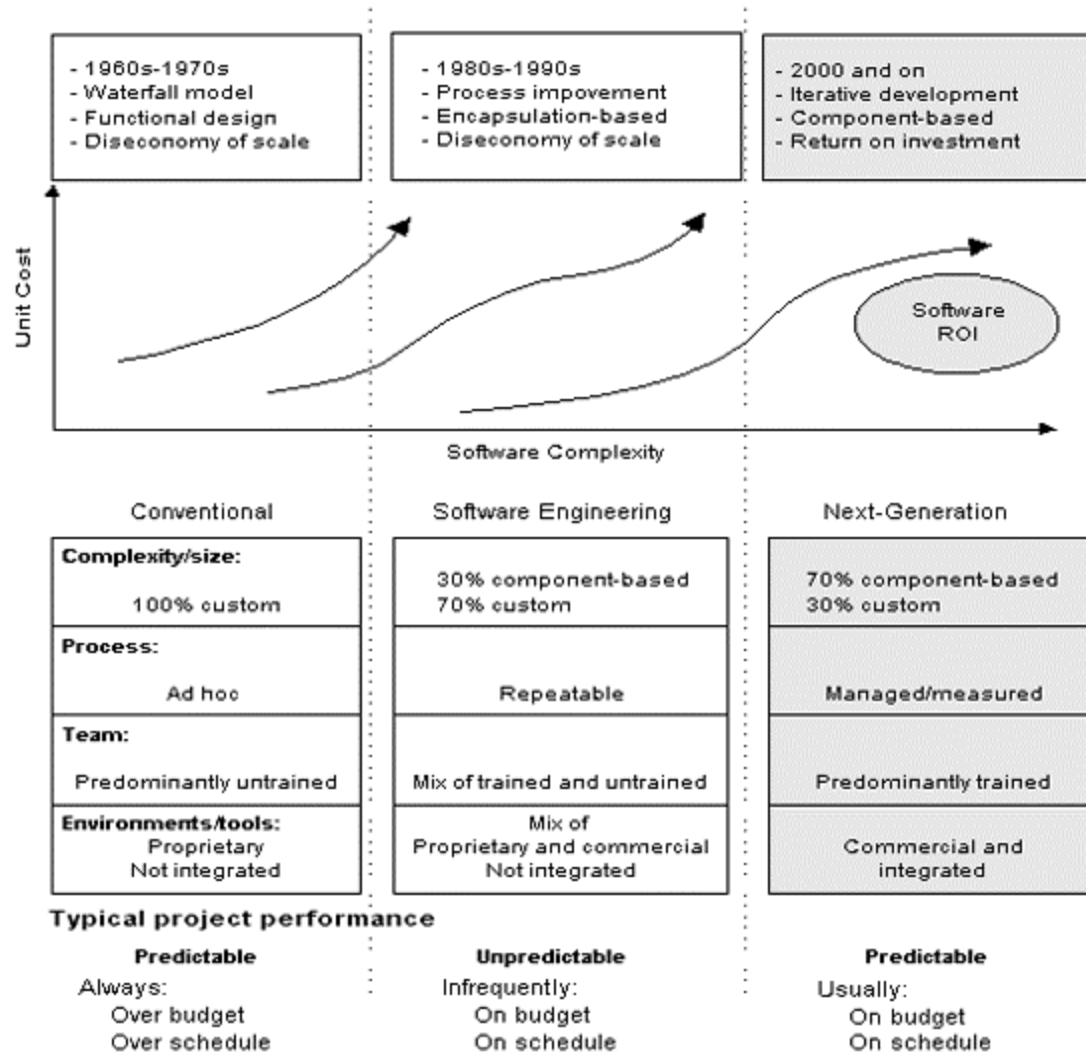 - 1960s-1970s
- Waterfall model
- Functional design
- Diseconomy of scale
- 1980s-1990s
- Process impovement
- Encapsulation-based
- Diseconomy of scale
- 2000 and on
- Iterative development
- Component-based
- Return on investment
Unit Cost
Software
ROI
Software Complexity
Conventional
Software Engineering
Next-Generation
Complexity/size:
100% custom
30% component-based
70% custom
70% component-based
30% custom
Process:
Ad hoc
Repeatable
Managed/measured
Team:
Predominantly untrained
Mix of trained and untrained
Predominantly trained
Environments/tools:
Proprietary
Not integrated
Mix of
Proprietary and commercial
Not integrated
Commercial and
integrated
Typical project performance
Predictable
Always:
Over budget
Over schedule
Unpredictable
Infrequently:
On budget
On schedule
Predictable
Usually:
On budget
On schedule